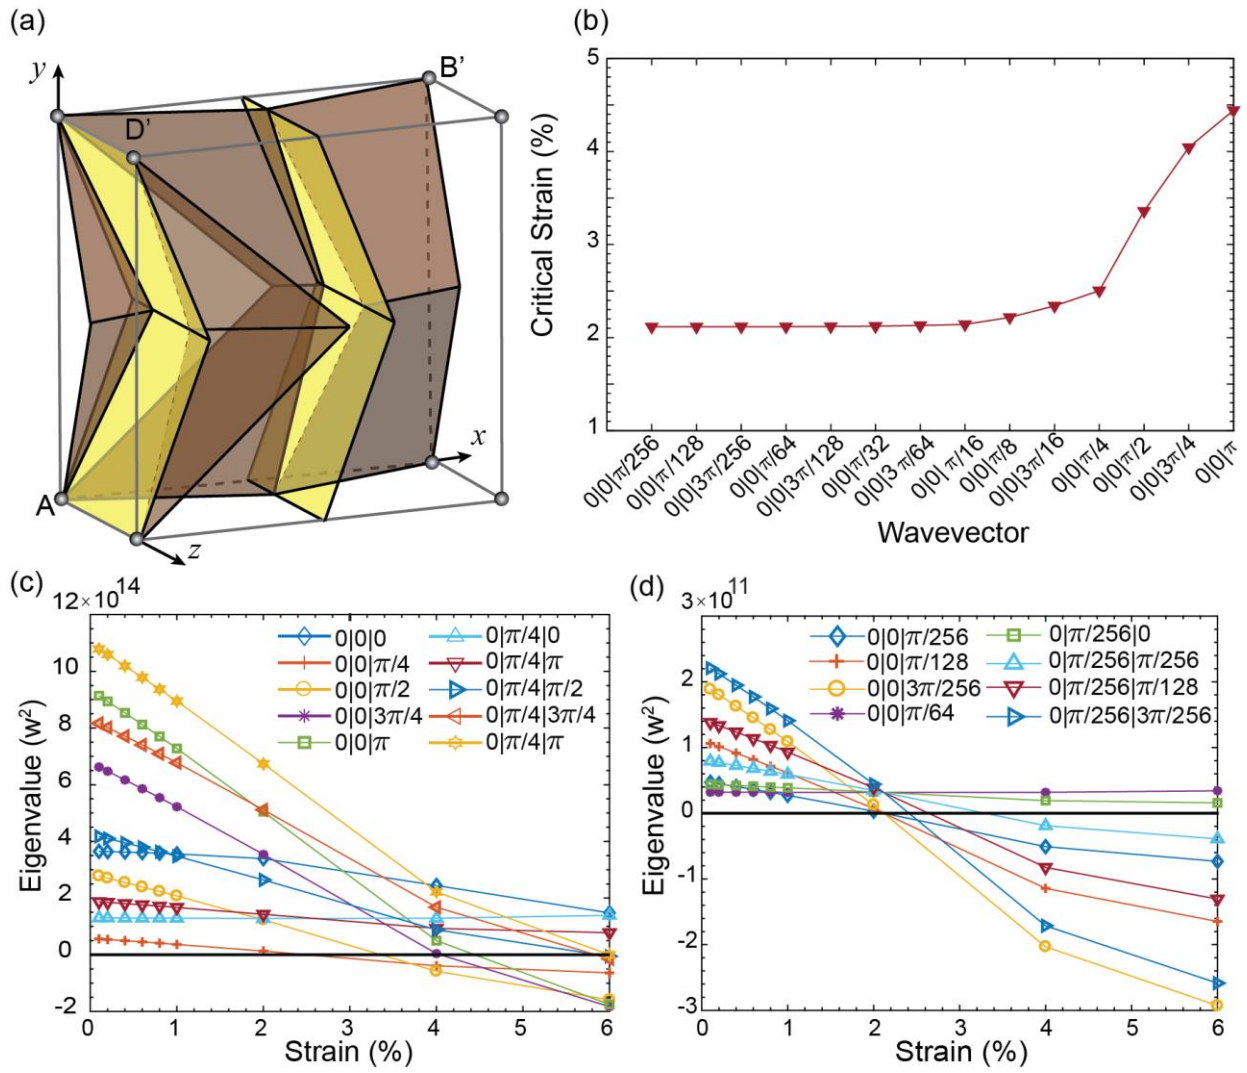 (a)
y
B'
D'
A
x
z
(b)
5
4
3
2
1
Critical Strain (%)
0|0|π/256
0|0|π/128
0|0|3π/256
0|0|π/64
0|0|3π/128
0|0|π/32
0|0|3π/64
0|0|π/16
0|0|π/8
0|0|3π/16
0|0|π/4
0|0|π/2
0|0|3π/4
0|0|π
Wavevector
(c)
12×10¹⁴
10
8
6
4
2
0
-2
Eigenvalue (w²)
0|0|0
0|0|π/4
0|0|π/2
0|0|3π/4
0|0|π
0|π/4|0
0|π/4|π
0|π/4|π/2
0|π/4|3π/4
0|π/4|π
0 1 2 3 4 5 6
Strain (%)
(d)
3×10¹¹
2
1
0
-1
-2
-3
Eigenvalue (w²)
0|0|π/256
0|0|π/128
0|0|3π/256
0|0|π/64
0|π/256|0
0|π/256|π/256
0|π/256|π/128
0|π/256|3π/256
0 1 2 3 4 5 6
Strain (%)